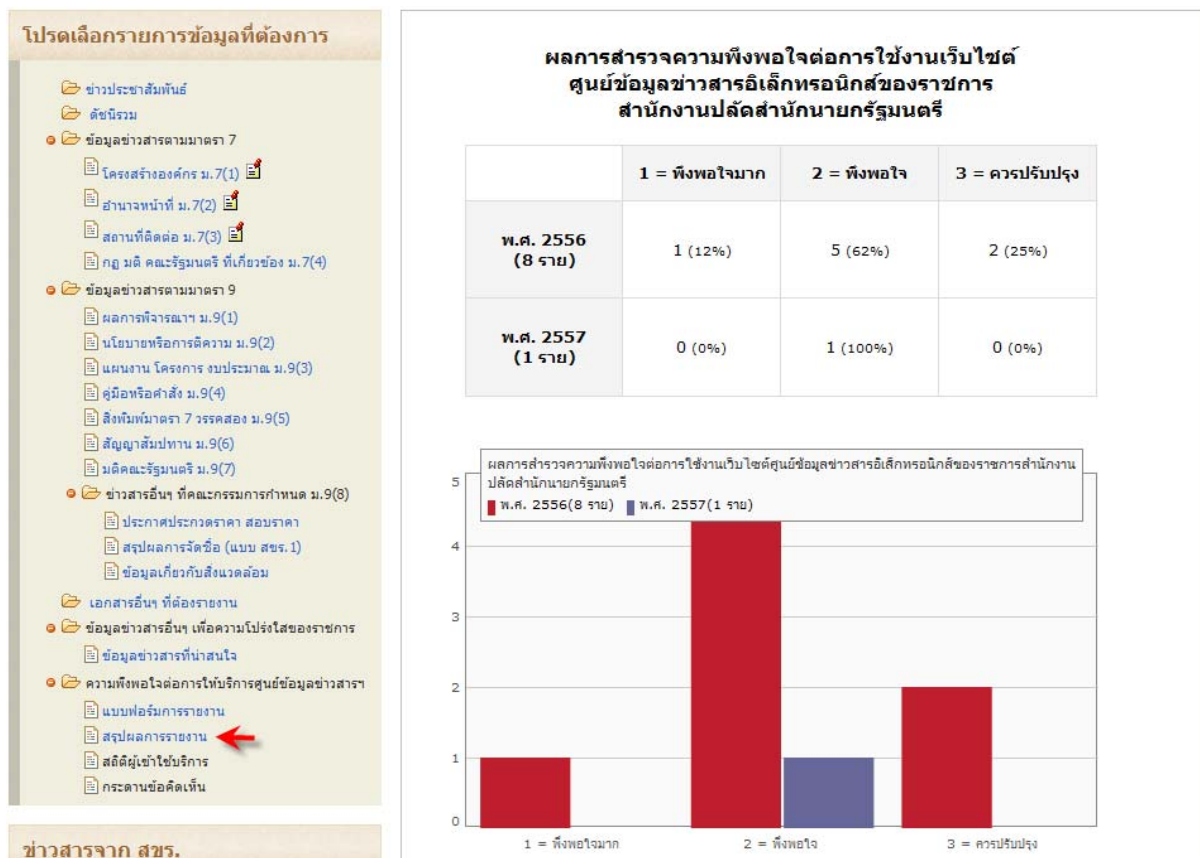 โปรดเลือกรายการข้อมูลที่ต้องการ
ข่าวประชาสัมพันธ์
ดัชนีรวม
ข้อมูลข่าวสารตามมาตรา 7
โครงสร้างองค์กร ม.7(1)
อำนาจหน้าที่ ม.7(2)
สถานที่ติดต่อ ม.7(3)
กฎ มติ คณะรัฐมนตรี ที่เกี่ยวข้อง ม.7(4)
ข้อมูลข่าวสารตามมาตรา 9
ผลการพิจารณาฯ ม.9(1)
นโยบายหรือการตีความ ม.9(2)
แผนงาน โครงการ งบประมาณ ม.9(3)
คู่มือหรือคำสั่ง ม.9(4)
สิ่งพิมพ์มาตรา 7 วรรคสอง ม.9(5)
สัญญาสัมปทาน ม.9(6)
มติคณะรัฐมนตรี ม.9(7)
ข่าวสารอื่นๆ ที่คณะกรรมการกำหนด ม.9(8)
ประกาศประกวดราคา สอบราคา
สรุปผลการจัดซื้อ (แบบ สขร.1)
ข้อมูลเกี่ยวกับสิ่งแวดล้อม
เอกสารอื่นๆ ที่ต้องรายงาน
ข้อมูลข่าวสารอื่นๆ เพื่อความโปร่งใสของราชการ
ข้อมูลข่าวสารที่น่าสนใจ
ความพึงพอใจต่อการให้บริการศูนย์ข้อมูลข่าวสารฯ
แบบฟอร์มการรายงาน
สรุปผลการรายงาน
สถิติผู้เข้าใช้บริการ
กระดานข้อคิดเห็น
ข่าวสารจาก สขร.
ผลการสำรวจความพึงพอใจต่อการใช้งานเว็บไซต์
ศูนย์ข้อมูลข่าวสารอิเล็กทรอนิกส์ของราชการ
สำนักงานปลัดสำนักนายกรัฐมนตรี
1 = พึงพอใจมาก 2 = พึงพอใจ 3 = ควรปรับปรุง
พ.ศ. 2556
(8 ราย) 1 (12%) 5 (62%) 2 (25%)
พ.ศ. 2557
(1 ราย) 0 (0%) 1 (100%) 0 (0%)
ผลการสำรวจความพึงพอใจต่อการใช้งานเว็บไซต์ศูนย์ข้อมูลข่าวสารอิเล็กทรอนิกส์ของราชการสำนักงาน
ปลัดสำนักนายกรัฐมนตรี
พ.ศ. 2556(8 ราย) พ.ศ. 2557(1 ราย)
5
4
3
2
1
0
1 = พึงพอใจมาก 2 = พึงพอใจ 3 = ควรปรับปรุง